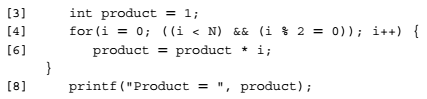 [3] int product = 1;
[4] for(i = 0; ((i < N) && (i % 2 = 0)); i++) {
[6] product = product * i;
}
[8] printf("Product = ", product);